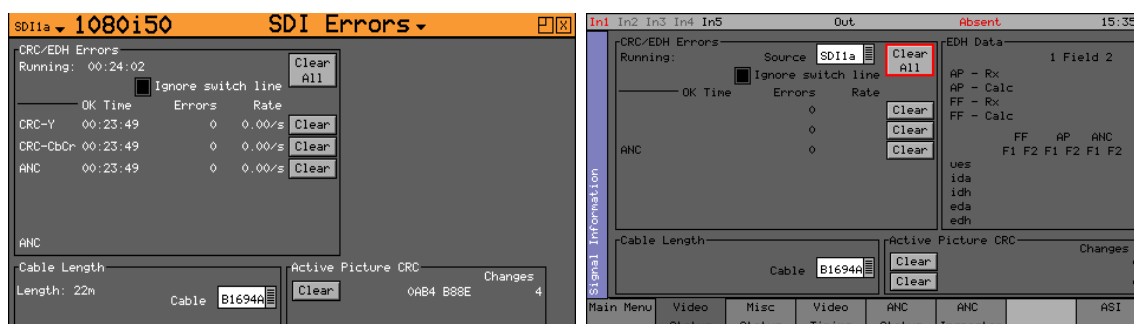 SDI1a 1080i50 SDI Errors
CRC/EDH Errors
Running: 00:24:02
Clear All
Ignore switch line
OK Time Errors Rate
CRC-Y 00:23:49 0 0.00/s Clear
CRC-CbCr 00:23:49 0 0.00/s Clear
ANC 00:23:49 0 0.00/s Clear
ANC
Cable Length
Length: 22m
Cable B1694A
Active Picture CRC
Changes
Clear 0AB4 B88E 4
In1 In2 In3 In4 In5 Out Absent 15:35
Signal Information
CRC/EDH Errors
Running: Source SDI1a Clear All
Ignore switch line
OK Time Errors Rate
0 Clear
0 Clear
ANC 0 Clear
EDH Data
1 Field 2
AP - Rx
AP - Calc
FF - Rx
FF - Calc
FF AP ANC
F1 F2 F1 F2 F1 F2
ues
ida
idh
eda
edh
Cable Length
Cable B1694A
Active Picture CRC
Changes
Clear
Clear
Main Menu Video Misc Video ANC ANC ASI